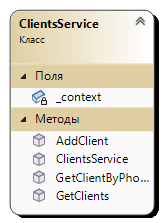 ClientsService
Класс
Поля
_context
Методы
AddClient
ClientsService
GetClientByPho...
GetClients